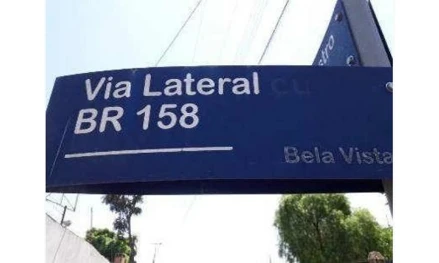 Via Lateral
BR 158
Bela Vista